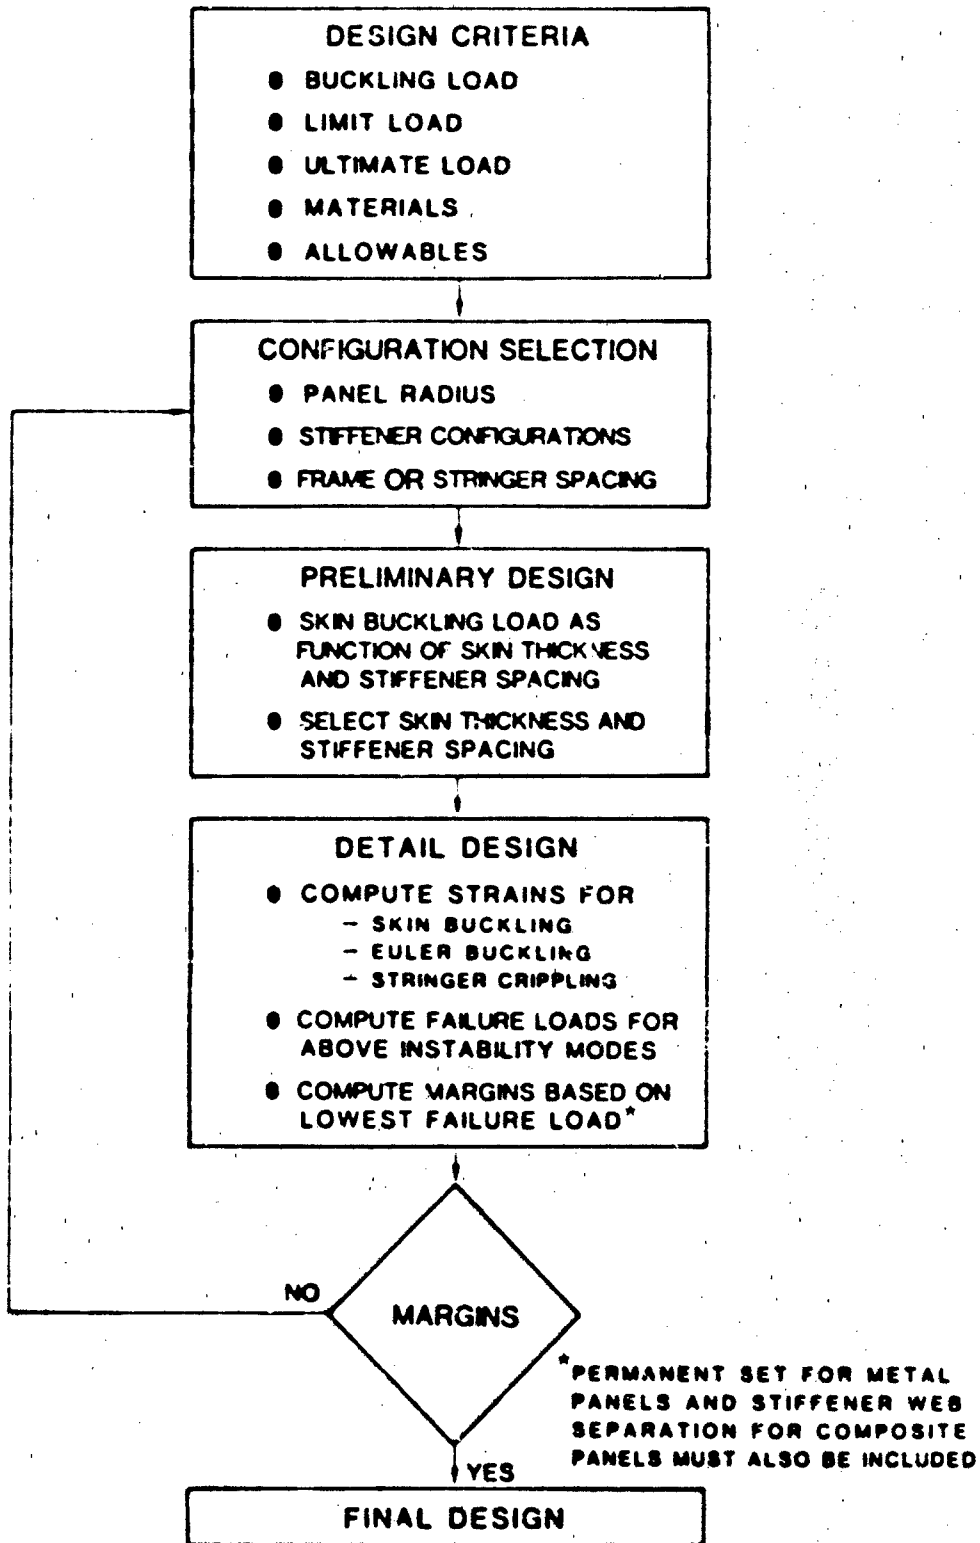 DESIGN CRITERIA
● BUCKLING LOAD
● LIMIT LOAD
● ULTIMATE LOAD
● MATERIALS
● ALLOWABLES
CONFIGURATION SELECTION
● PANEL RADIUS
● STIFFENER CONFIGURATIONS
● FRAME OR STRINGER SPACING
PRELIMINARY DESIGN
● SKIN BUCKLING LOAD AS
FUNCTION OF SKIN THICKNESS
AND STIFFENER SPACING
● SELECT SKIN THICKNESS AND
STIFFENER SPACING
DETAIL DESIGN
● COMPUTE STRAINS FOR
– SKIN BUCKLING
– EULER BUCKLING
– STRINGER CRIPPLING
● COMPUTE FAILURE LOADS FOR
ABOVE INSTABILITY MODES
● COMPUTE MARGINS BASED ON
LOWEST FAILURE LOAD*
NO
MARGINS
*PERMANENT SET FOR METAL
PANELS AND STIFFENER WEB
SEPARATION FOR COMPOSITE
PANELS MUST ALSO BE INCLUDED
YES
FINAL DESIGN